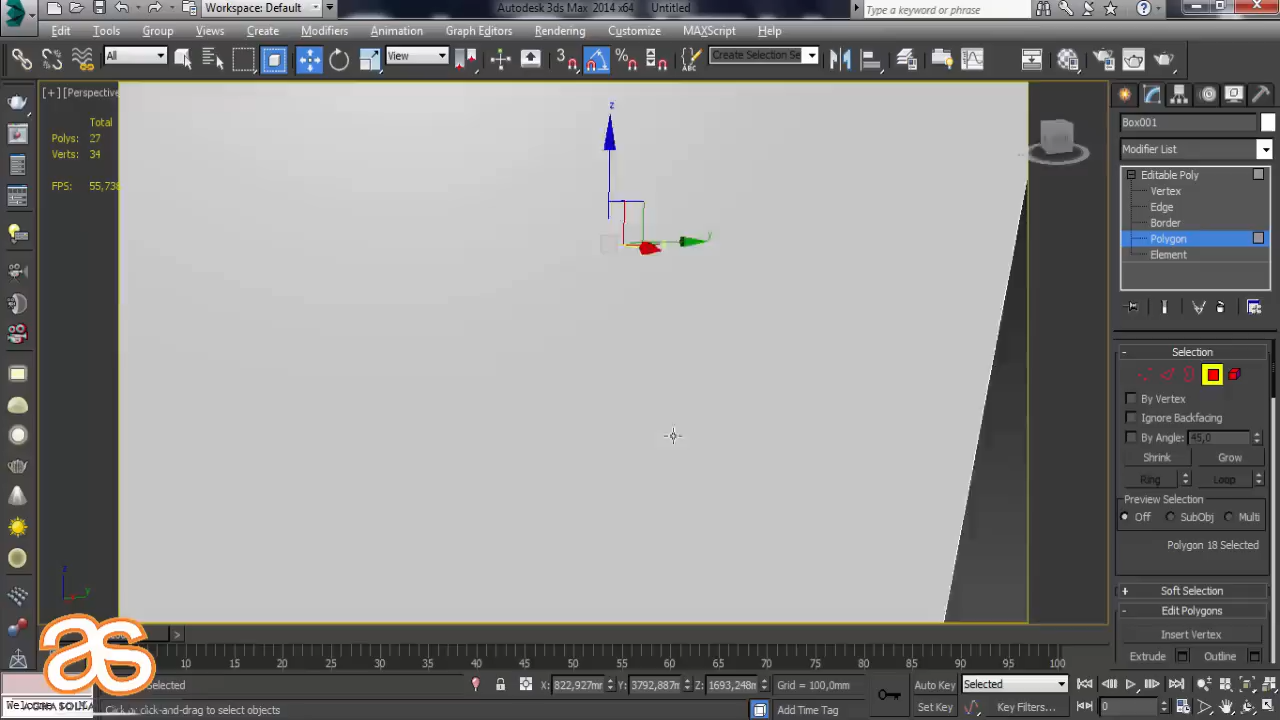 Workspace: Default
Autodesk 3ds Max 2014 x64
Untitled
Type a keyword or phrase
Edit
Tools
Group
Views
Create
Modifiers
Animation
Graph Editors
Rendering
Customize
MAXScript
Help
All
View
3
Create Selection Se
[+] [Perspective
Total
Polys: 27
Verts: 34
FPS: 55,738
z
y
Box001
Modifier List
Editable Poly
Vertex
Edge
Border
Polygon
Element
- Selection
By Vertex
Ignore Backfacing
By Angle: 45,0
Shrink Grow
Ring Loop
Preview Selection
Off SubObj Multi
Polygon 18 Selected
+ Soft Selection
- Edit Polygons
Insert Vertex
Extrude Outline
z
y
as
>
10 15 20 25 30 35 40 45 50 55 60 65 70 75 80 85 90 95 100
Selected
X: 822,927mr Y: 3792,887m Z: 1693,248m
Grid = 100,0mm
Auto Key
Selected
Set Key
Key Filters...
0
Welcome
Click or click-and-drag to select objects
Add Time Tag